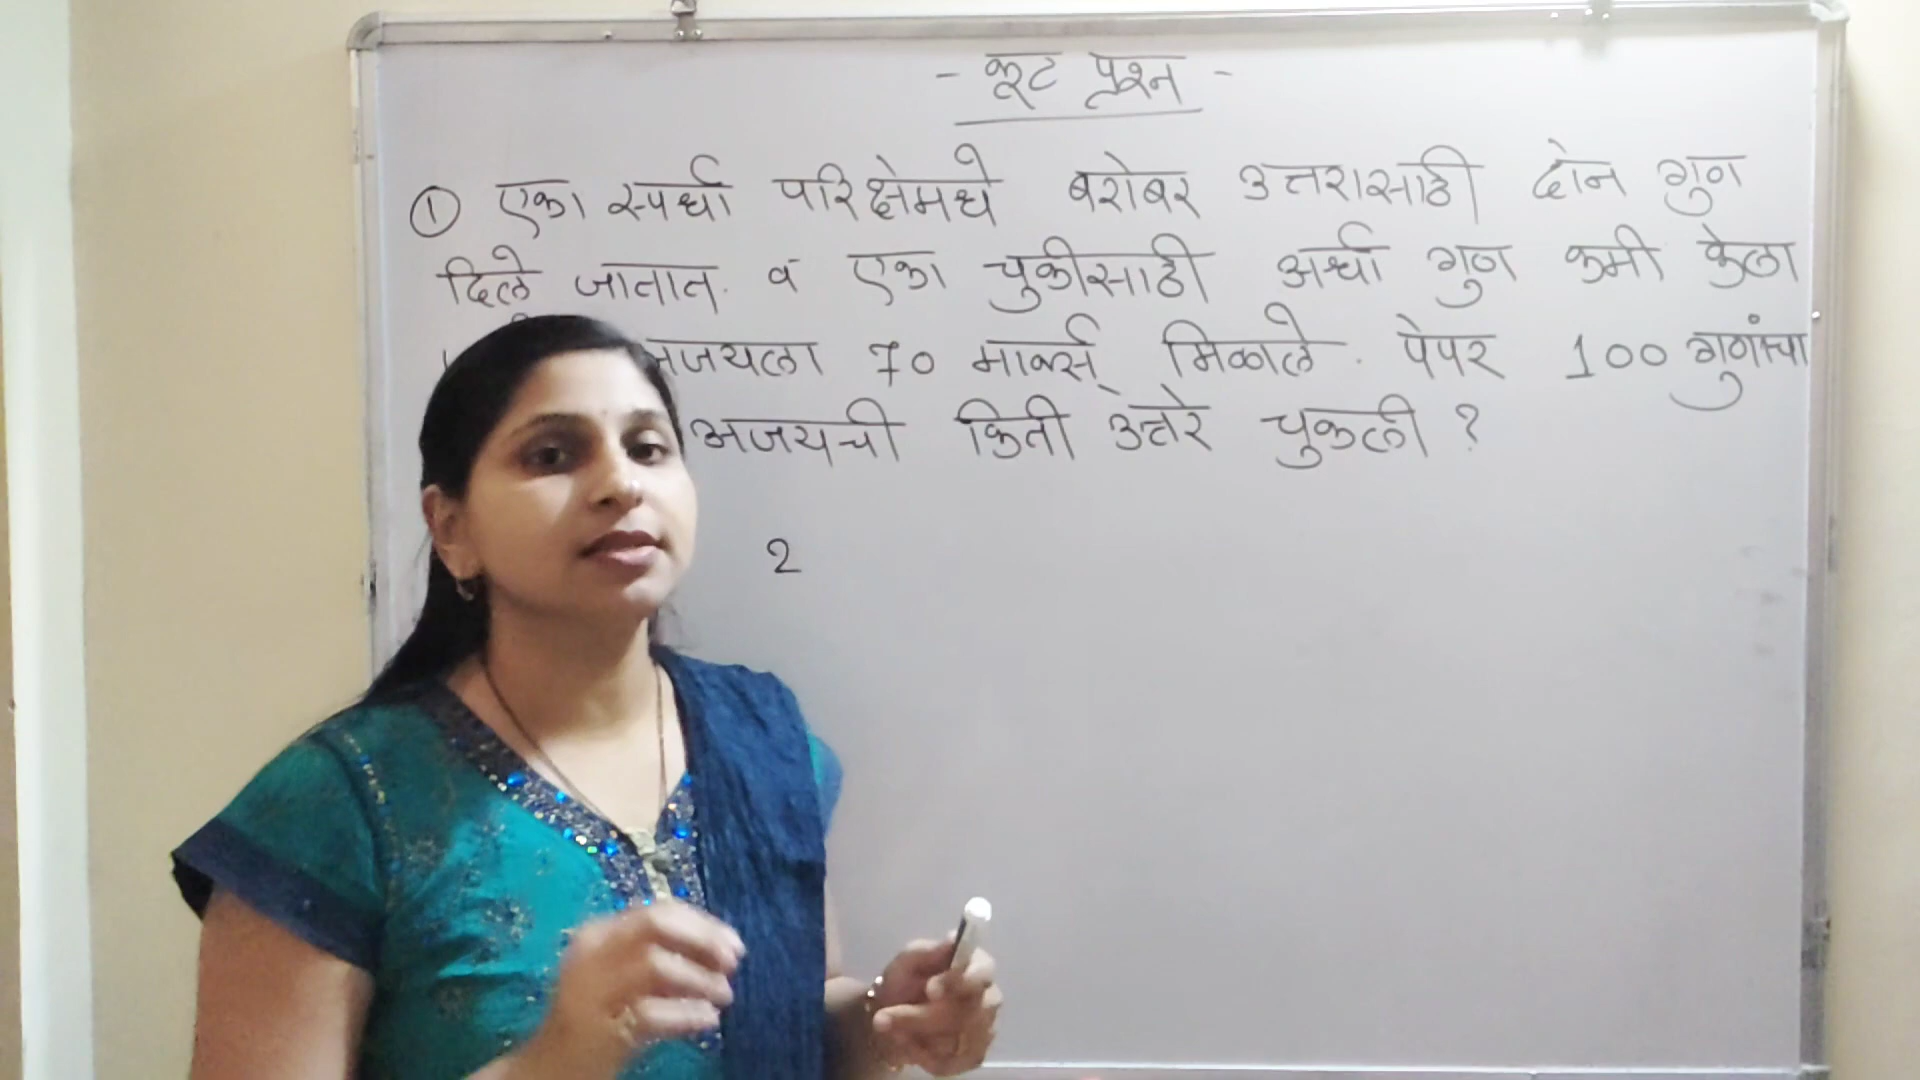 - कूट प्रश्न -
① एका स्पर्धा परिक्षेमधे बरोबर उत्तरासाठी दोन गुण
दिले जातात. व एका चुकीसाठी अर्धा गुण कमी केला
अजयला 70 मार्क्स् मिळाले. पेपर 100 गुणांचा
अजयची किती उत्तरे चुकली ?
2